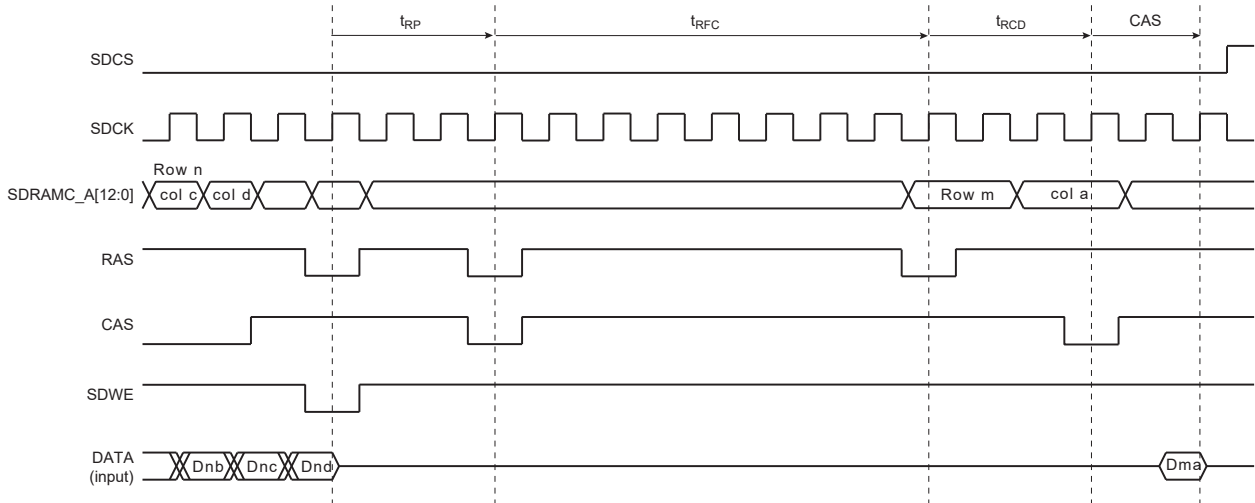 tRP tRFC tRCD CAS
SDCS
SDCK
Row n
SDRAMC_A[12:0] col c col d Row m col a
RAS
CAS
SDWE
DATA
(input) Dnb Dnc Dnd Dma